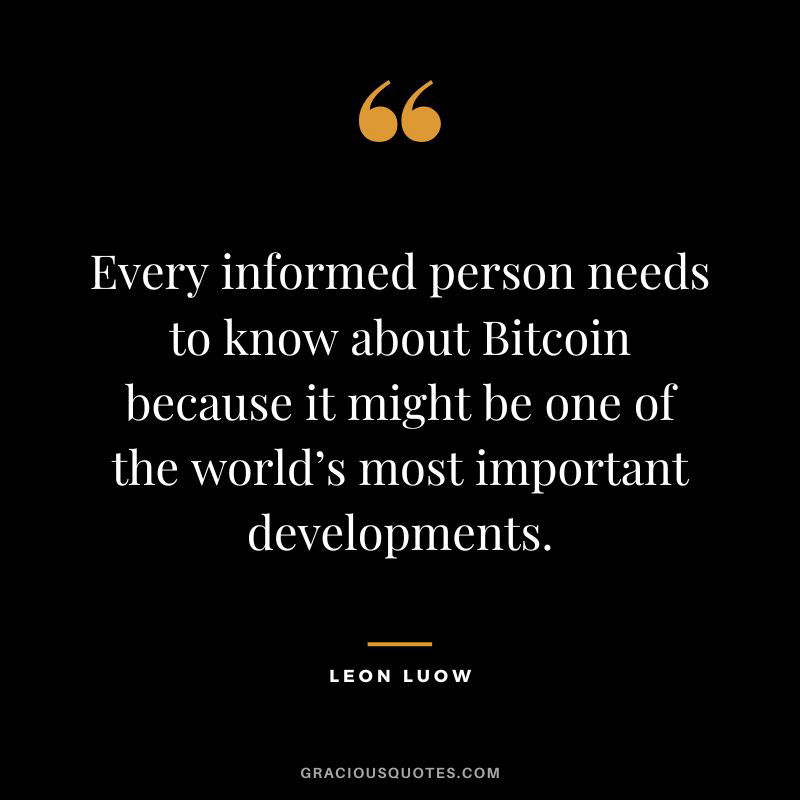 “
Every informed person needs
to know about Bitcoin
because it might be one of
the world’s most important
developments.
LEON LUOW
GRACIOUSQUOTES.COM